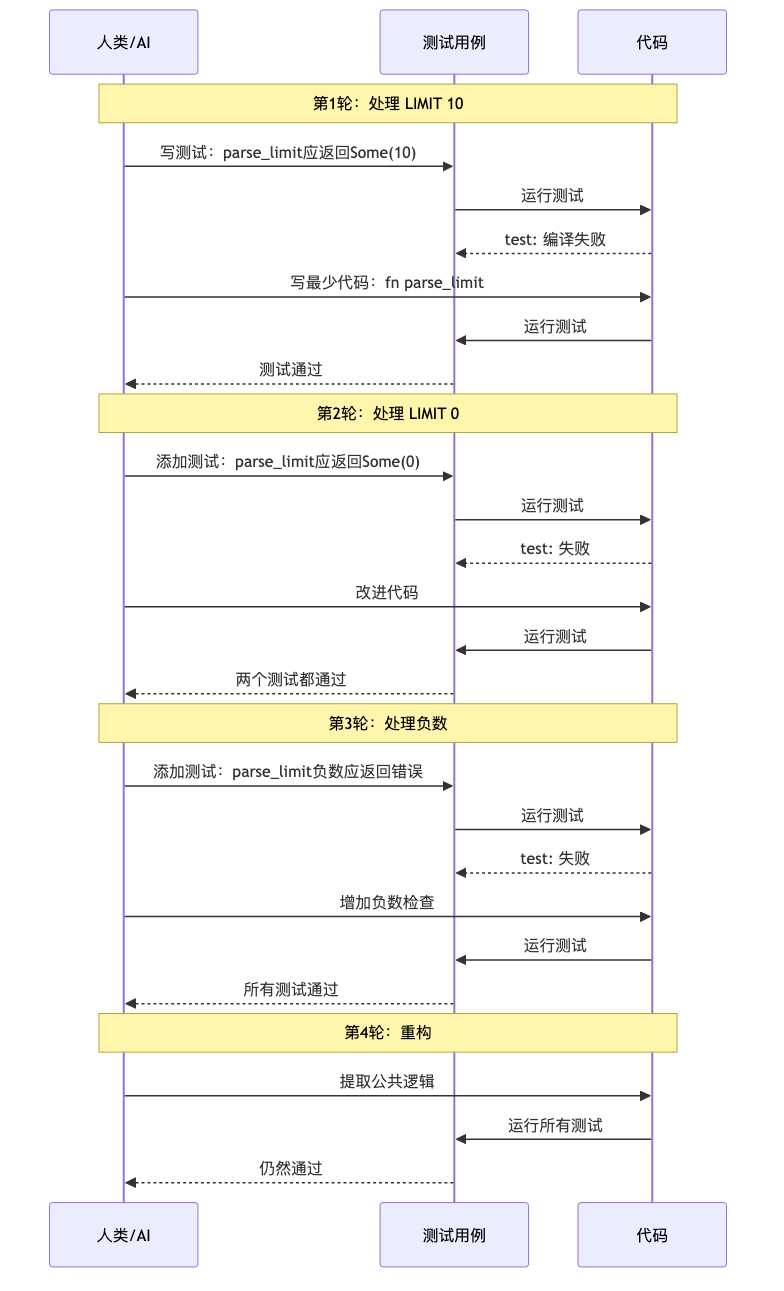 人类/AI
测试用例
代码
第1轮：处理 LIMIT 10
写测试：parse_limit应返回Some(10)
运行测试
test: 编译失败
写最少代码：fn parse_limit
运行测试
测试通过
第2轮：处理 LIMIT 0
添加测试：parse_limit应返回Some(0)
运行测试
test: 失败
改进代码
运行测试
两个测试都通过
第3轮：处理负数
添加测试：parse_limit负数应返回错误
运行测试
test: 失败
增加负数检查
运行测试
所有测试通过
第4轮：重构
提取公共逻辑
运行所有测试
仍然通过
人类/AI
测试用例
代码